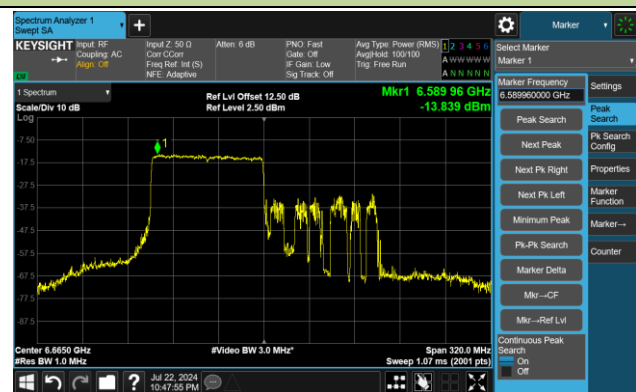 Spectrum Analyzer 1
Swept SA
Marker
KEYSIGHT
Input: RF
Coupling: AC
Align: Off
Input Z: 50 Ω
Corr CCorr
Freq Ref: Int (S)
NFE: Adaptive
Atten: 6 dB
PNO: Fast
Gate: Off
IF Gain: Low
Sig Track: Off
Avg Type: Power (RMS)
Avg|Hold: 100/100
Trig: Free Run
1 2 3 4 5 6
A W W W W W
A N N N N N
LU
Select Marker
Marker 1
1 Spectrum
Scale/Div 10 dB
Ref Lvl Offset 12.50 dB
Ref Level 2.50 dBm
Mkr1 6.589 96 GHz
-13.839 dBm
Log
-7.50
-17.5
-27.5
-37.5
-47.5
-57.5
-67.5
-77.5
-87.5
1
Center 6.6650 GHz
#Res BW 1.0 MHz
#Video BW 3.0 MHz*
Span 320.0 MHz
Sweep 1.07 ms (2001 pts)
Marker Frequency
6.589960000 GHz
Peak Search
Next Peak
Next Pk Right
Next Pk Left
Minimum Peak
Pk-Pk Search
Marker Delta
Mkr→CF
Mkr→Ref Lvl
Continuous Peak
Search
On
Off
Settings
Peak
Search
Pk Search
Config
Properties
Marker
Function
Marker→
Counter
?
Jul 22, 2024
10:47:55 PM